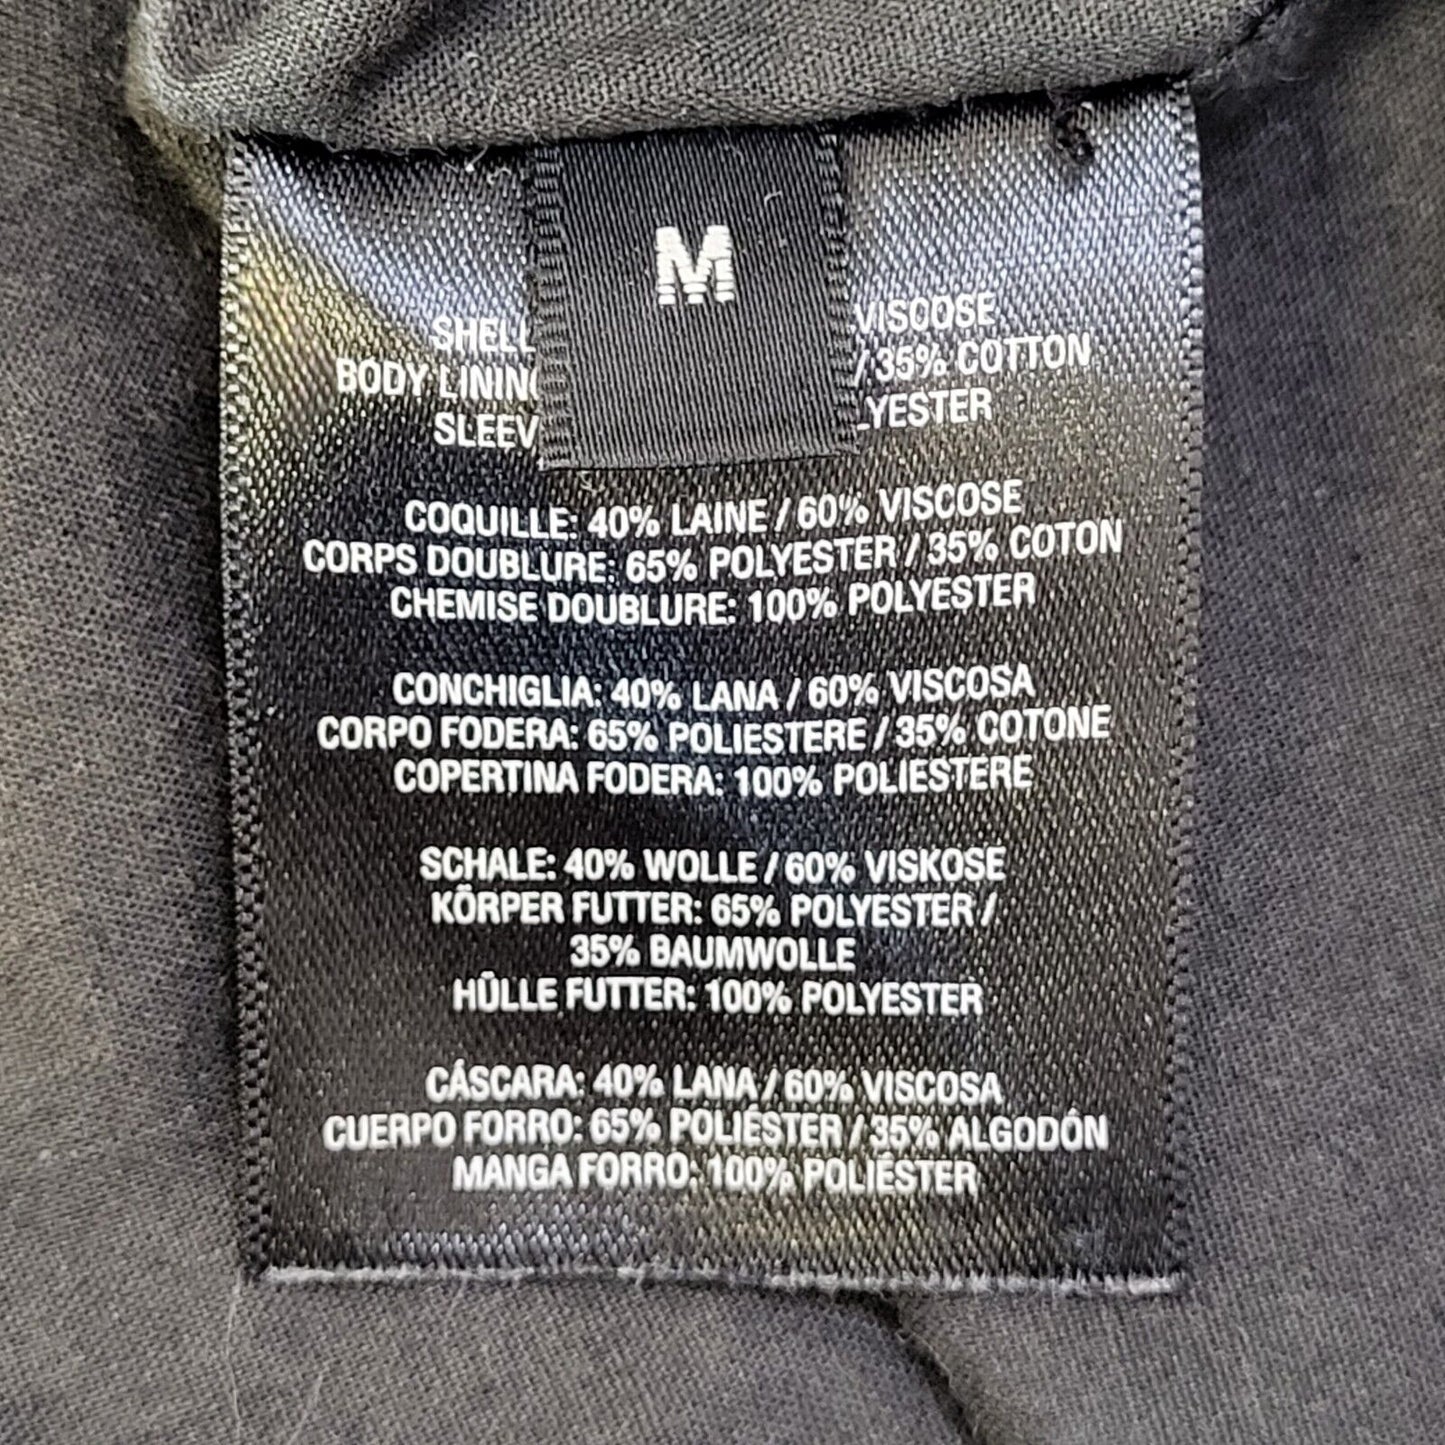 M
SHELL VISCOSE
BODY LINING / 35% COTTON
COQUILLE: 40% LAINE / 60% VISCOSE
CORPS DOUBLURE: 65% POLYESTER / 35% COTON
CHEMISE DOUBLURE: 100% POLYESTER
CONCHIGLIA: 40% LANA / 60% VISCOSA
CORPO FODERA: 65% POLIESTERE / 35% COTONE
COPERTINA FODERA: 100% POLIESTERE
SCHALE: 40% WOLLE / 60% VISKOSE
KÖRPER FUTTER: 65% POLYESTER /
35% BAUMWOLLE
HÜLLE FUTTER: 100% POLYESTER
CÁSCARA: 40% LANA / 60% VISCOSA
CUERPO FORRO: 65% POLIÉSTER / 35% ALGODÓN
MANGA FORRO: 100% POLIÉSTER